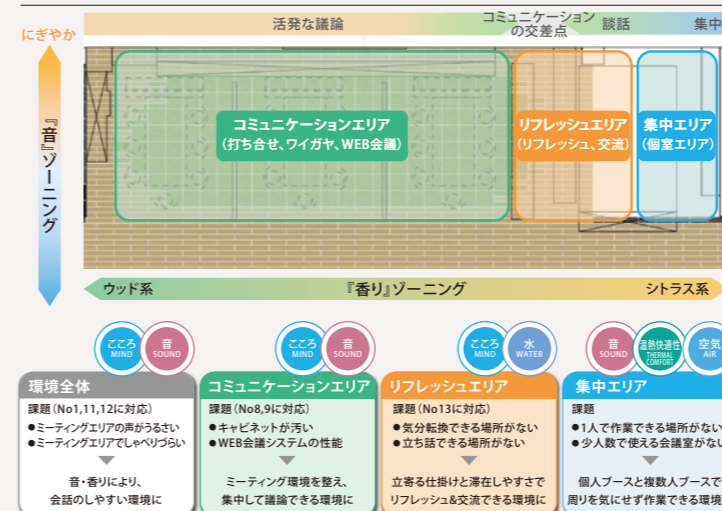 活発な議論
コミュニケーション
の交差点
談話
集中
にぎやか
『音』ゾーニング
コミュニケーションエリア
(打ち合せ、ワイガヤ、WEB会議)
リフレッシュエリア
(リフレッシュ、交流)
集中エリア
(個室エリア)
ウッド系
『香り』ゾーニング
シトラス系
こころ
MIND
音
SOUND
こころ
MIND
音
SOUND
こころ
MIND
水
WATER
音
SOUND
温熱快適性
THERMAL
COMFORT
空気
AIR
環境全体
課題(No1,11,12に対応)
●ミーティングエリアの声がうるさい
●ミーティングエリアでしゃべりづらい
音・香りにより、
会話のしやすい環境に
コミュニケーションエリア
課題(No8,9に対応)
●キャビネットが汚い
●WEB会議システムの性能
ミーティング環境を整え、
集中して議論できる環境に
リフレッシュエリア
課題(No13に対応)
●気分転換できる場所がない
●立ち話できる場所がない
立寄る仕掛けと滞在しやすさで
リフレッシュ&交流できる環境に
集中エリア
課題
●1人で作業できる場所がない
●少人数で使える会議室がない
個人ブースと複数人ブースで
周りを気にせず作業できる環境